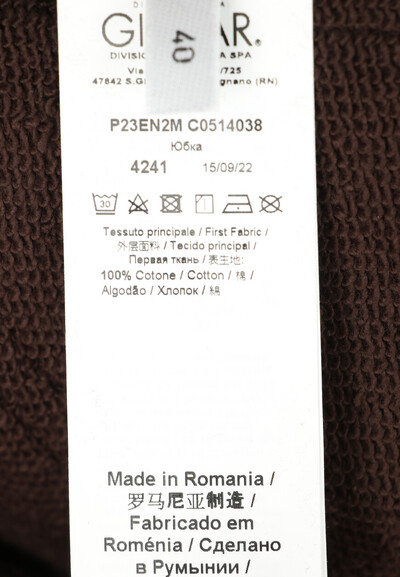 40
DIVISIO SPA
Via /725
47842 S.Gi gnano (RN)
P23EN2M C0514038
Юбка
4241 15/09/22
30
Tessuto principale / First Fabric /
外层面料 / Tecido principal /
Первая ткань / 表生地:
100% Cotone / Cotton / 棉 /
Algodão / Хлопок / 綿
Made in Romania /
罗马尼亚制造 /
Fabricado em
Roménia / Сделано
в Румынии /